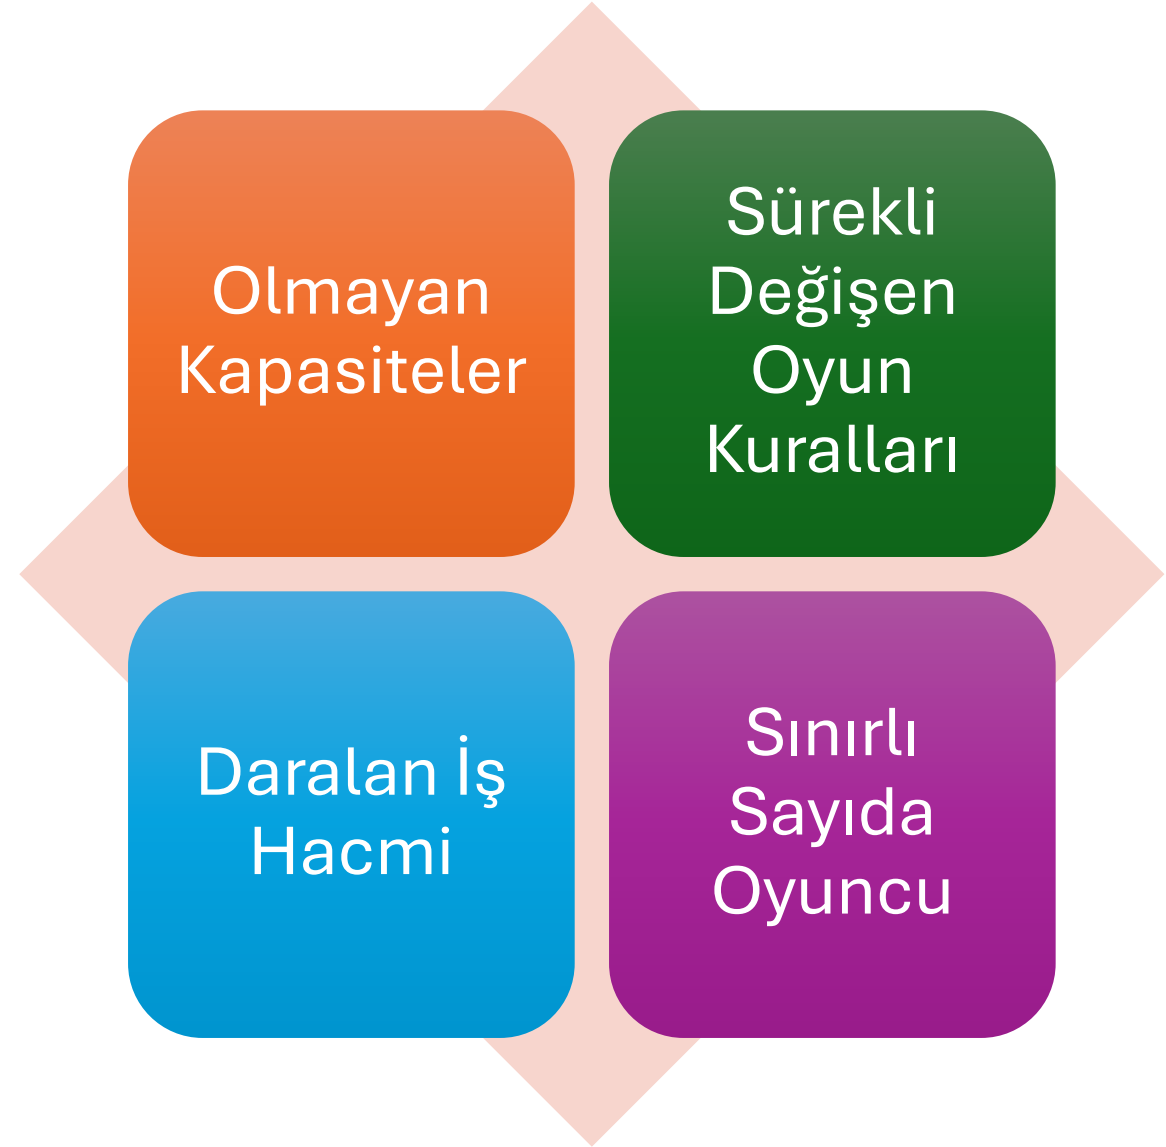 Olmayan
Kapasiteler
Sürekli
Değişen
Oyun
Kuralları
Daralan İş
Hacmi
Sınırlı
Sayıda
Oyuncu